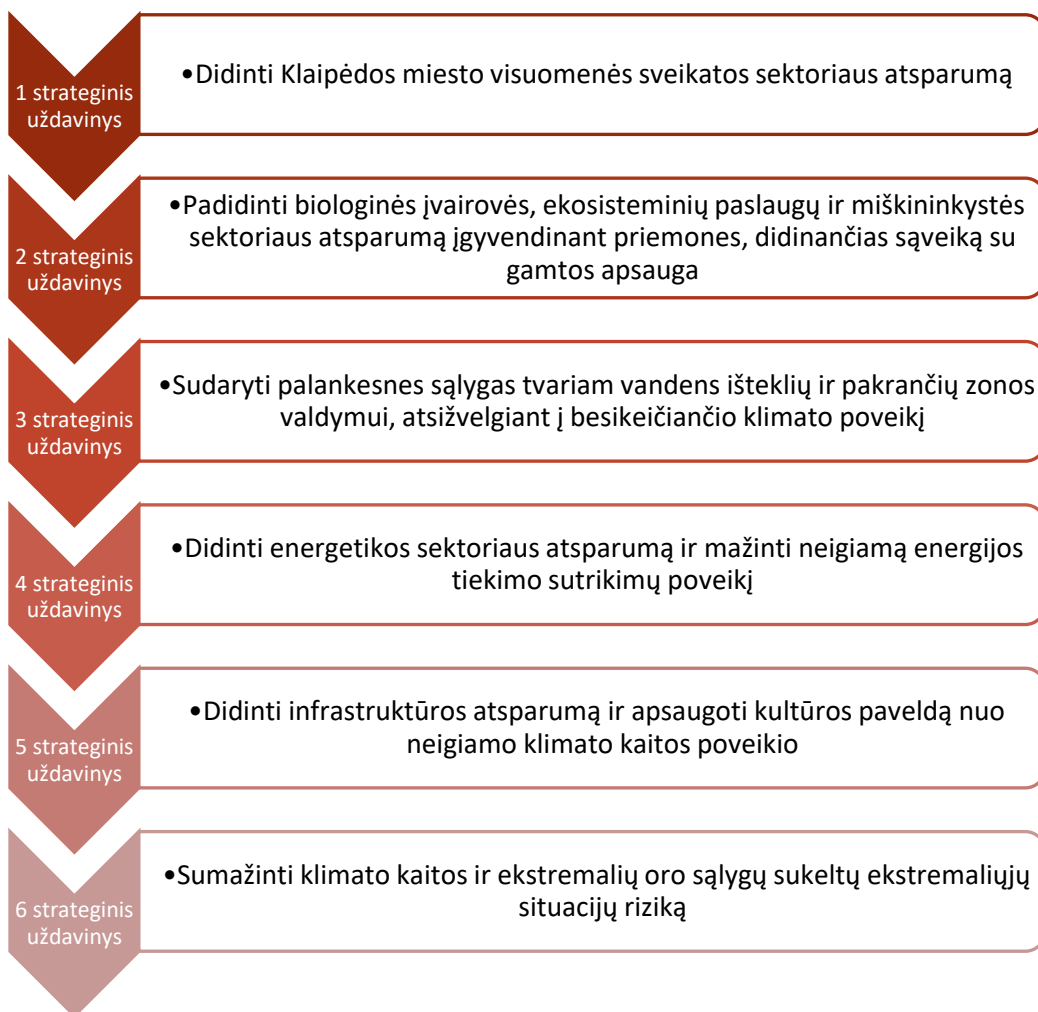 1 strateginis
uždavinys
•Didinti Klaipėdos miesto visuomenės sveikatos sektoriaus atsparumą
2 strateginis
uždavinys
•Padidinti biologinės įvairovės, ekosisteminių paslaugų ir miškininkystės
sektoriaus atsparumą įgyvendinant priemones, didinančias sąveiką su
gamtos apsauga
3 strateginis
uždavinys
•Sudaryti palankesnes sąlygas tvariam vandens išteklių ir pakrančių zonos
valdymui, atsižvelgiant į besikeičiančio klimato poveikį
4 strateginis
uždavinys
•Didinti energetikos sektoriaus atsparumą ir mažinti neigiamą energijos
tiekimo sutrikimų poveikį
5 strateginis
uždavinys
•Didinti infrastruktūros atsparumą ir apsaugoti kultūros paveldą nuo
neigiamo klimato kaitos poveikio
6 strateginis
uždavinys
•Sumažinti klimato kaitos ir ekstremalių oro sąlygų sukeltų ekstremaliųjų
situacijų riziką